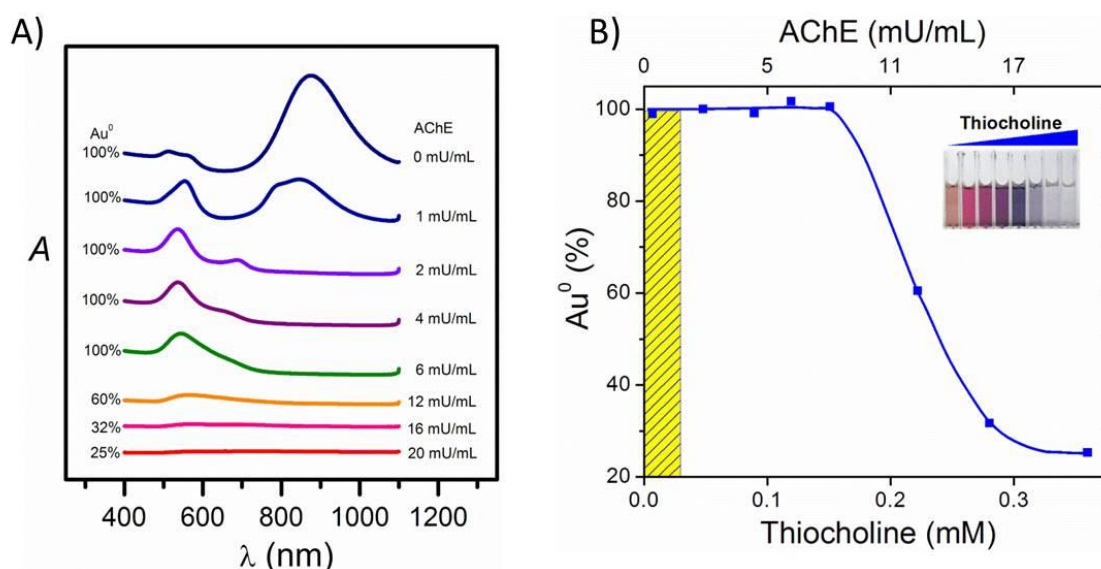 A)
Au⁰
AChE
100%
0 mU/mL
100%
1 mU/mL
100%
2 mU/mL
100%
4 mU/mL
100%
6 mU/mL
60%
12 mU/mL
32%
16 mU/mL
25%
20 mU/mL
A
400 600 800 1000 1200
λ (nm)
B)
AChE (mU/mL)
0 5 11 17
100
80
60
40
20
Au⁰ (%)
Thiocholine
0.0 0.1 0.2 0.3
Thiocholine (mM)